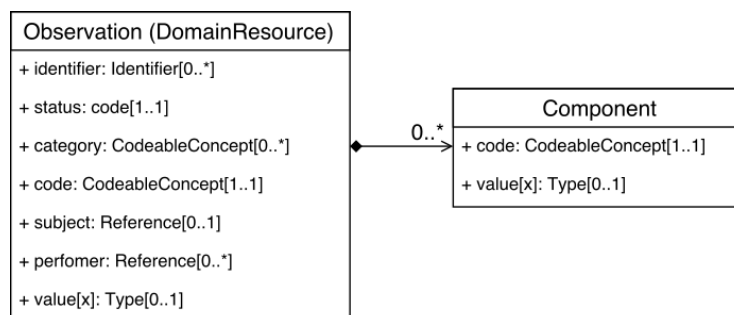 Observation (DomainResource)
+ identifier: Identifier[0..*]
+ status: code[1..1]
+ category: CodeableConcept[0..*]
+ code: CodeableConcept[1..1]
+ subject: Reference[0..1]
+ perfomer: Reference[0..*]
+ value[x]: Type[0..1]
0..*
Component
+ code: CodeableConcept[1..1]
+ value[x]: Type[0..1]